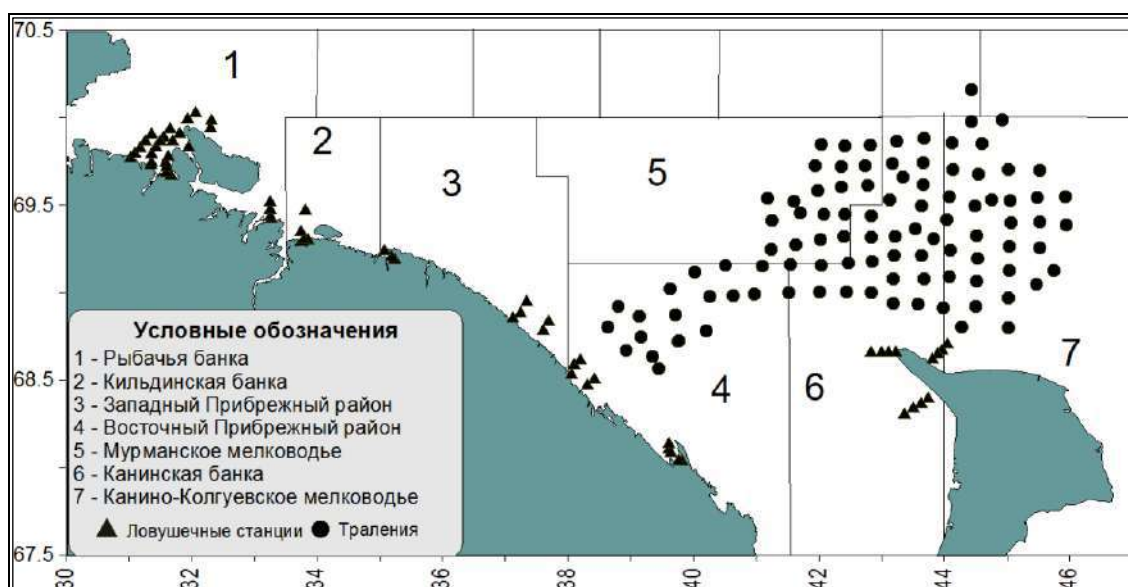 70.5
69.5
68.5
67.5
1
2
3
5
4
6
7
Условные обозначения
1 - Рыбачья банка
2 - Кильдинская банка
3 - Западный Прибрежный район
4 - Восточный Прибрежный район
5 - Мурманское мелководье
6 - Канинская банка
7 - Канино-Колгуевское мелководье
Ловушечные станции Траления
30 32 34 36 38 40 42 44 46